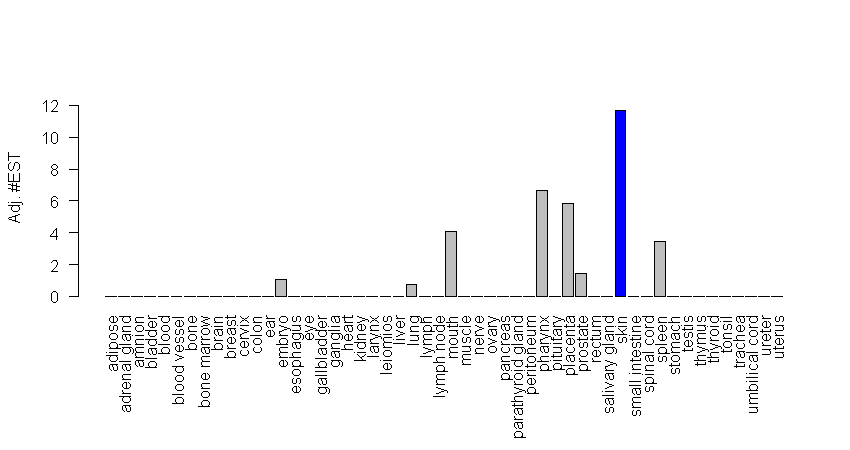 Adj. #EST
12
10
8
6
4
2
0
adipose
adrenal gland
amnion
bladder
blood
blood vessel
bone
bone marrow
brain
breast
cervix
colon
ear
embryo
esophagus
eye
gallbladder
ganglia
heart
kidney
larynx
leiomios
liver
lung
lymph
lymph node
mouth
muscle
nerve
ovary
pancreas
parathyroid gland
peritoneum
pharynx
pituitary
placenta
prostate
rectum
salivary gland
skin
small intestine
spinal cord
spleen
stomach
testis
thymus
thyroid
tonsil
trachea
umbilical cord
ureter
uterus